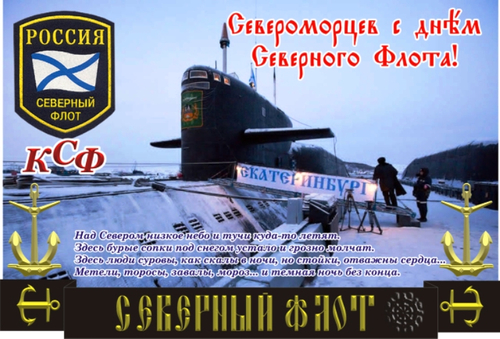 РОССИЯ
СЕВЕРНЫЙ
ФЛОТ
КСФ
Североморцев с днём
Северного Флота!
ЕКАТЕРИНБУРГ
Над Севером низкое небо и тучи куда-то летят.
Здесь бурые сопки под снегом устало и грозно молчат.
Здесь люди суровы, как скалы в ночи, но стойки, отважны сердца...
Метели, торосы, завалы, мороз... и темная ночь без конца.
СЕВЕРНЫЙ ФЛОТ